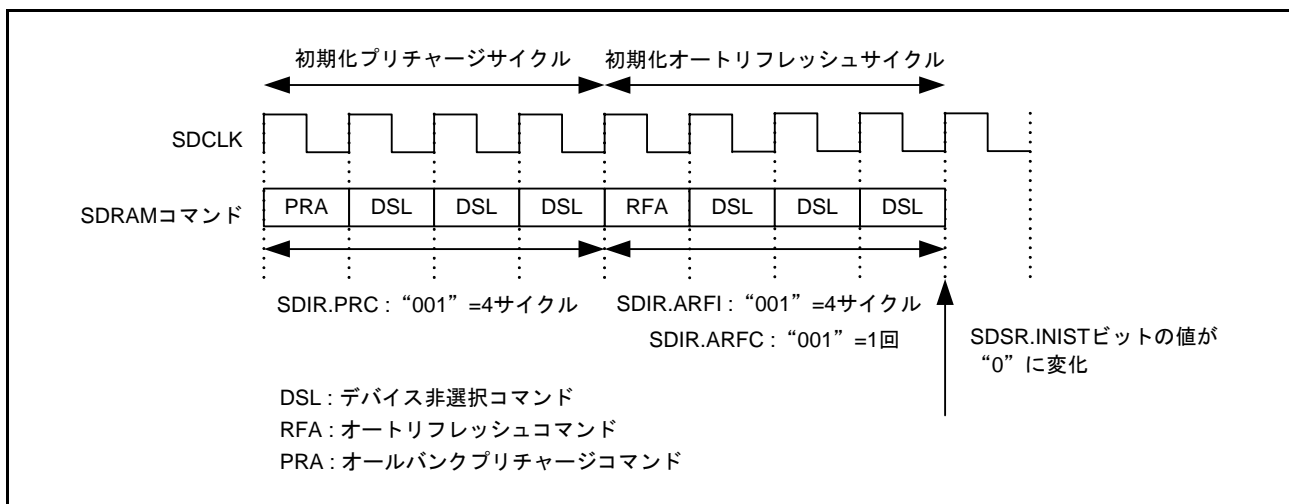 初期化プリチャージサイクル 初期化オートリフレッシュサイクル
SDCLK
SDRAMコマンド PRA DSL DSL DSL RFA DSL DSL DSL
SDIR.PRC : “001”=4サイクル SDIR.ARFI : “001”=4サイクル
SDIR.ARFC : “001”=1回
SDSR.INISTビットの値が
“0”に変化
DSL : デバイス非選択コマンド
RFA : オートリフレッシュコマンド
PRA : オールバンクプリチャージコマンド